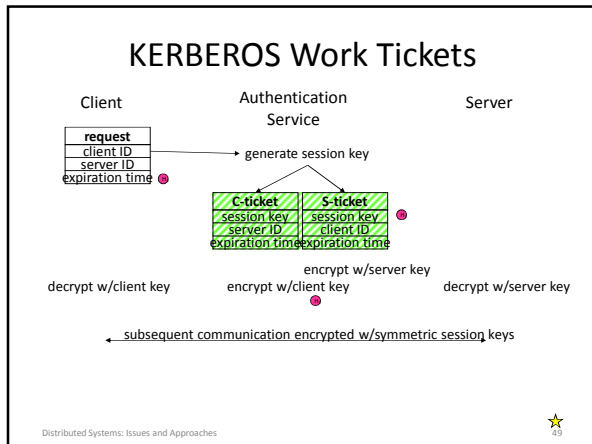 KERBEROS Work Tickets
Client
Authentication
Service
Server
request
client ID
server ID
expiration time
H
generate session key
C-ticket
session key
server ID
expiration time
S-ticket
session key
client ID
expiration time
H
encrypt w/server key
decrypt w/client key
encrypt w/client key
decrypt w/server key
H
subsequent communication encrypted w/symmetric session keys
Distributed Systems: Issues and Approaches
49